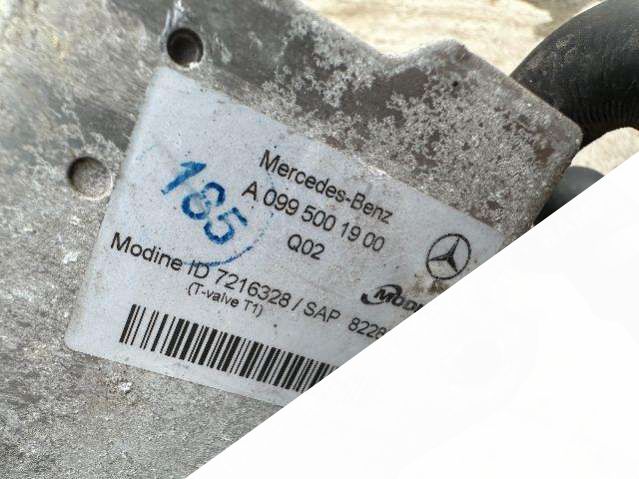 Mercedes-Benz
A 099 500 19 00
Q02
185
Modine ID 7216328 / SAP 8228
(T-valve T1)